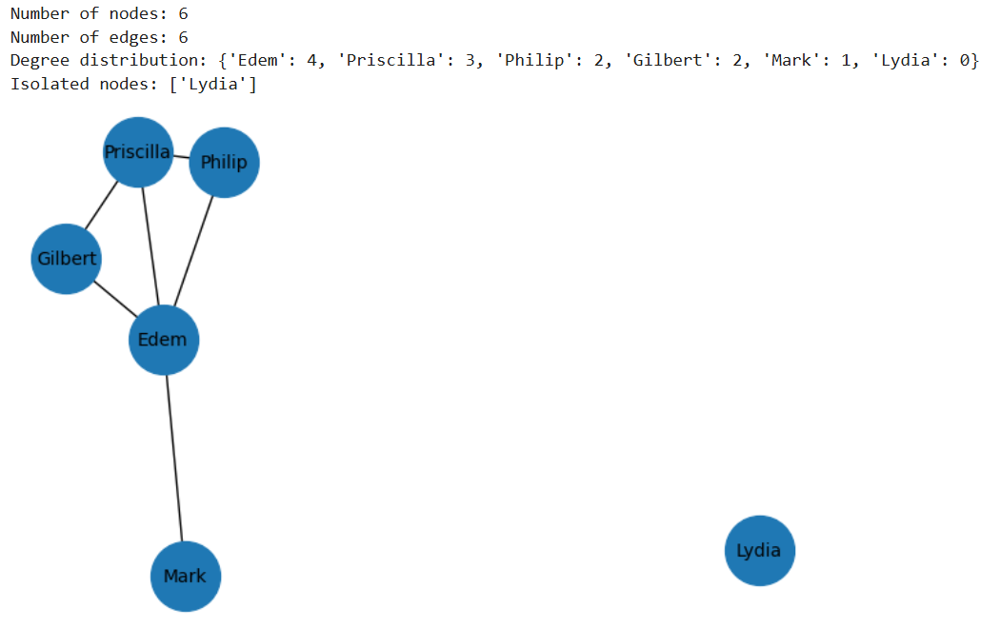 Number of nodes: 6
Number of edges: 6
Degree distribution: {'Edem': 4, 'Priscilla': 3, 'Philip': 2, 'Gilbert': 2, 'Mark': 1, 'Lydia': 0}
Isolated nodes: ['Lydia']
Priscilla
Philip
Gilbert
Edem
Lydia
Mark